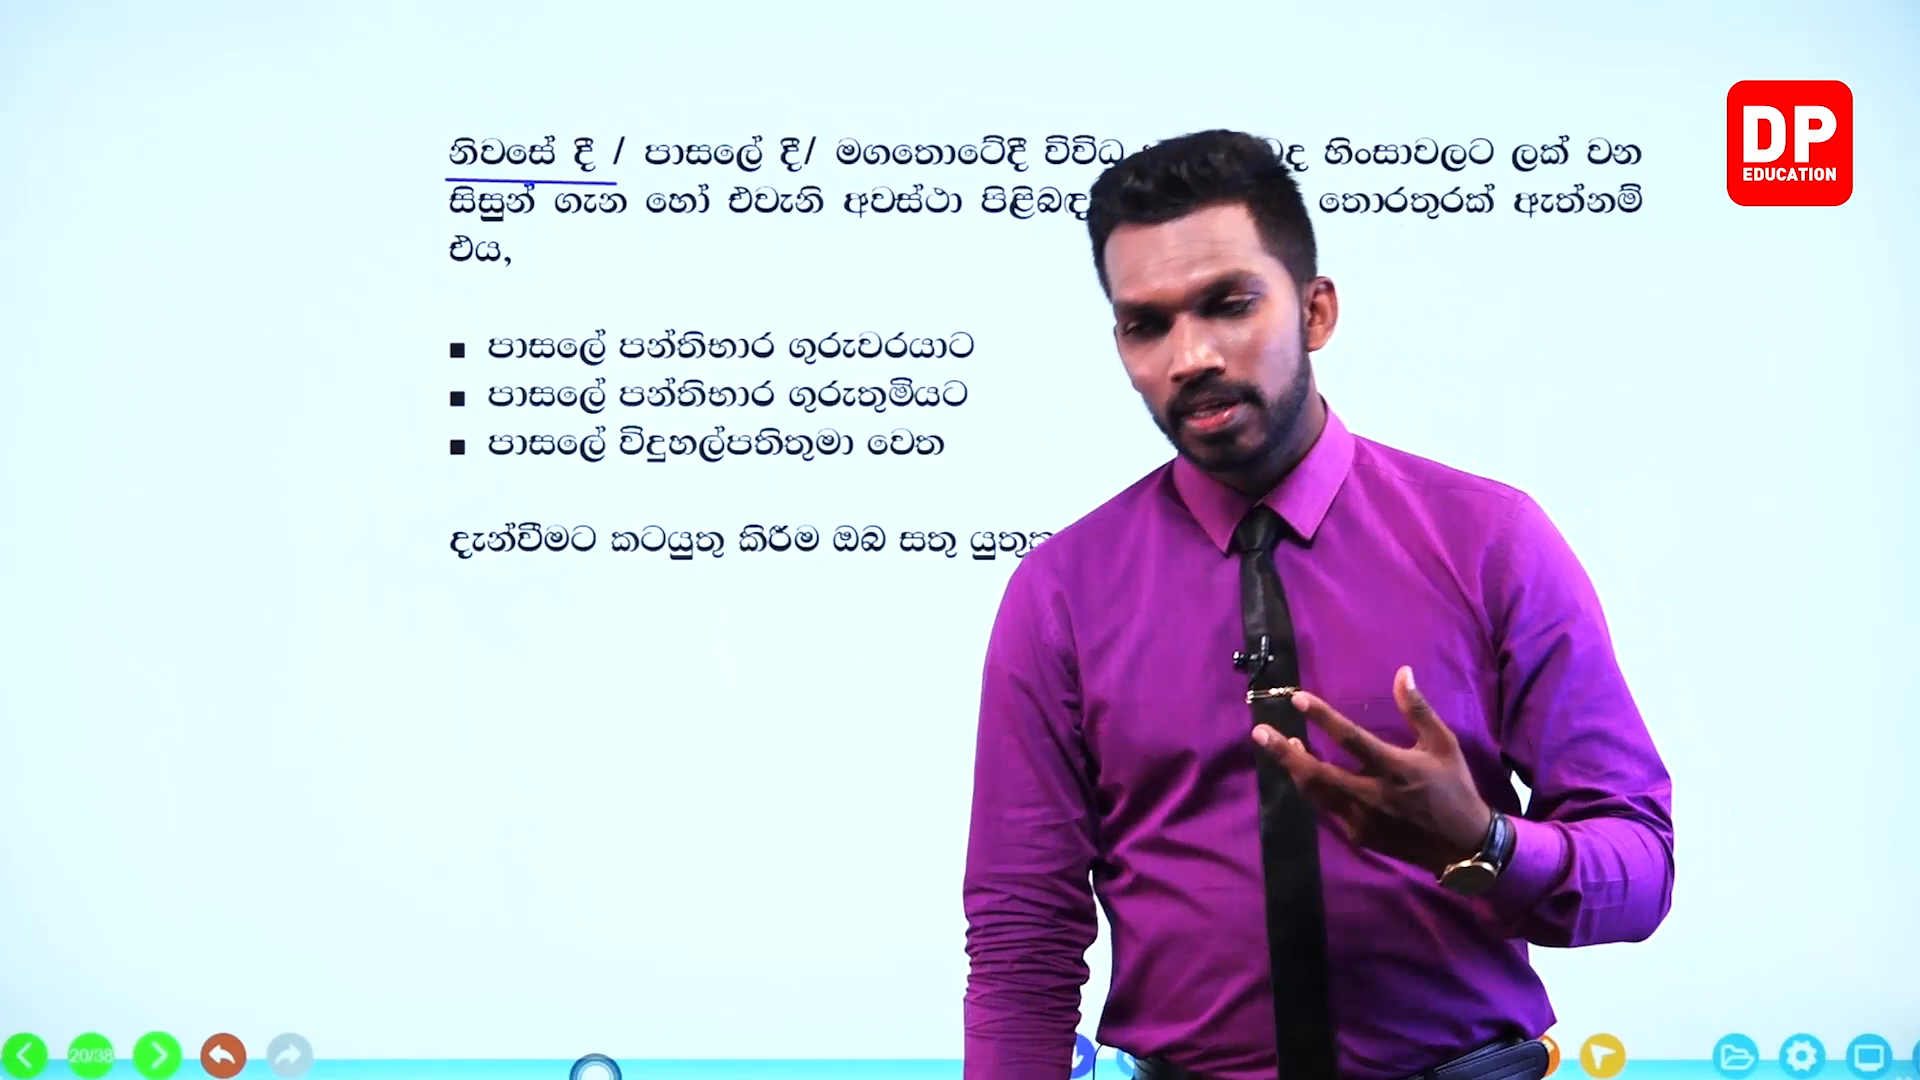 නිවසේ දී / පාසලේ දී/ මගතොටේදී විවිධ හිංසාවලට ලක් වන
සිසුන් ගැන හෝ එවැනි අවස්ථා පිළිබඳ තොරතුරක් ඇත්නම්
එය,
▪ පාසලේ පන්තිභාර ගුරුවරයාට
▪ පාසලේ පන්තිභාර ගුරුතුමියට
▪ පාසලේ විදුහල්පතිතුමා වෙත
දැන්වීමට කටයුතු කිරීම ඔබ සතු
DP
EDUCATION
20/38